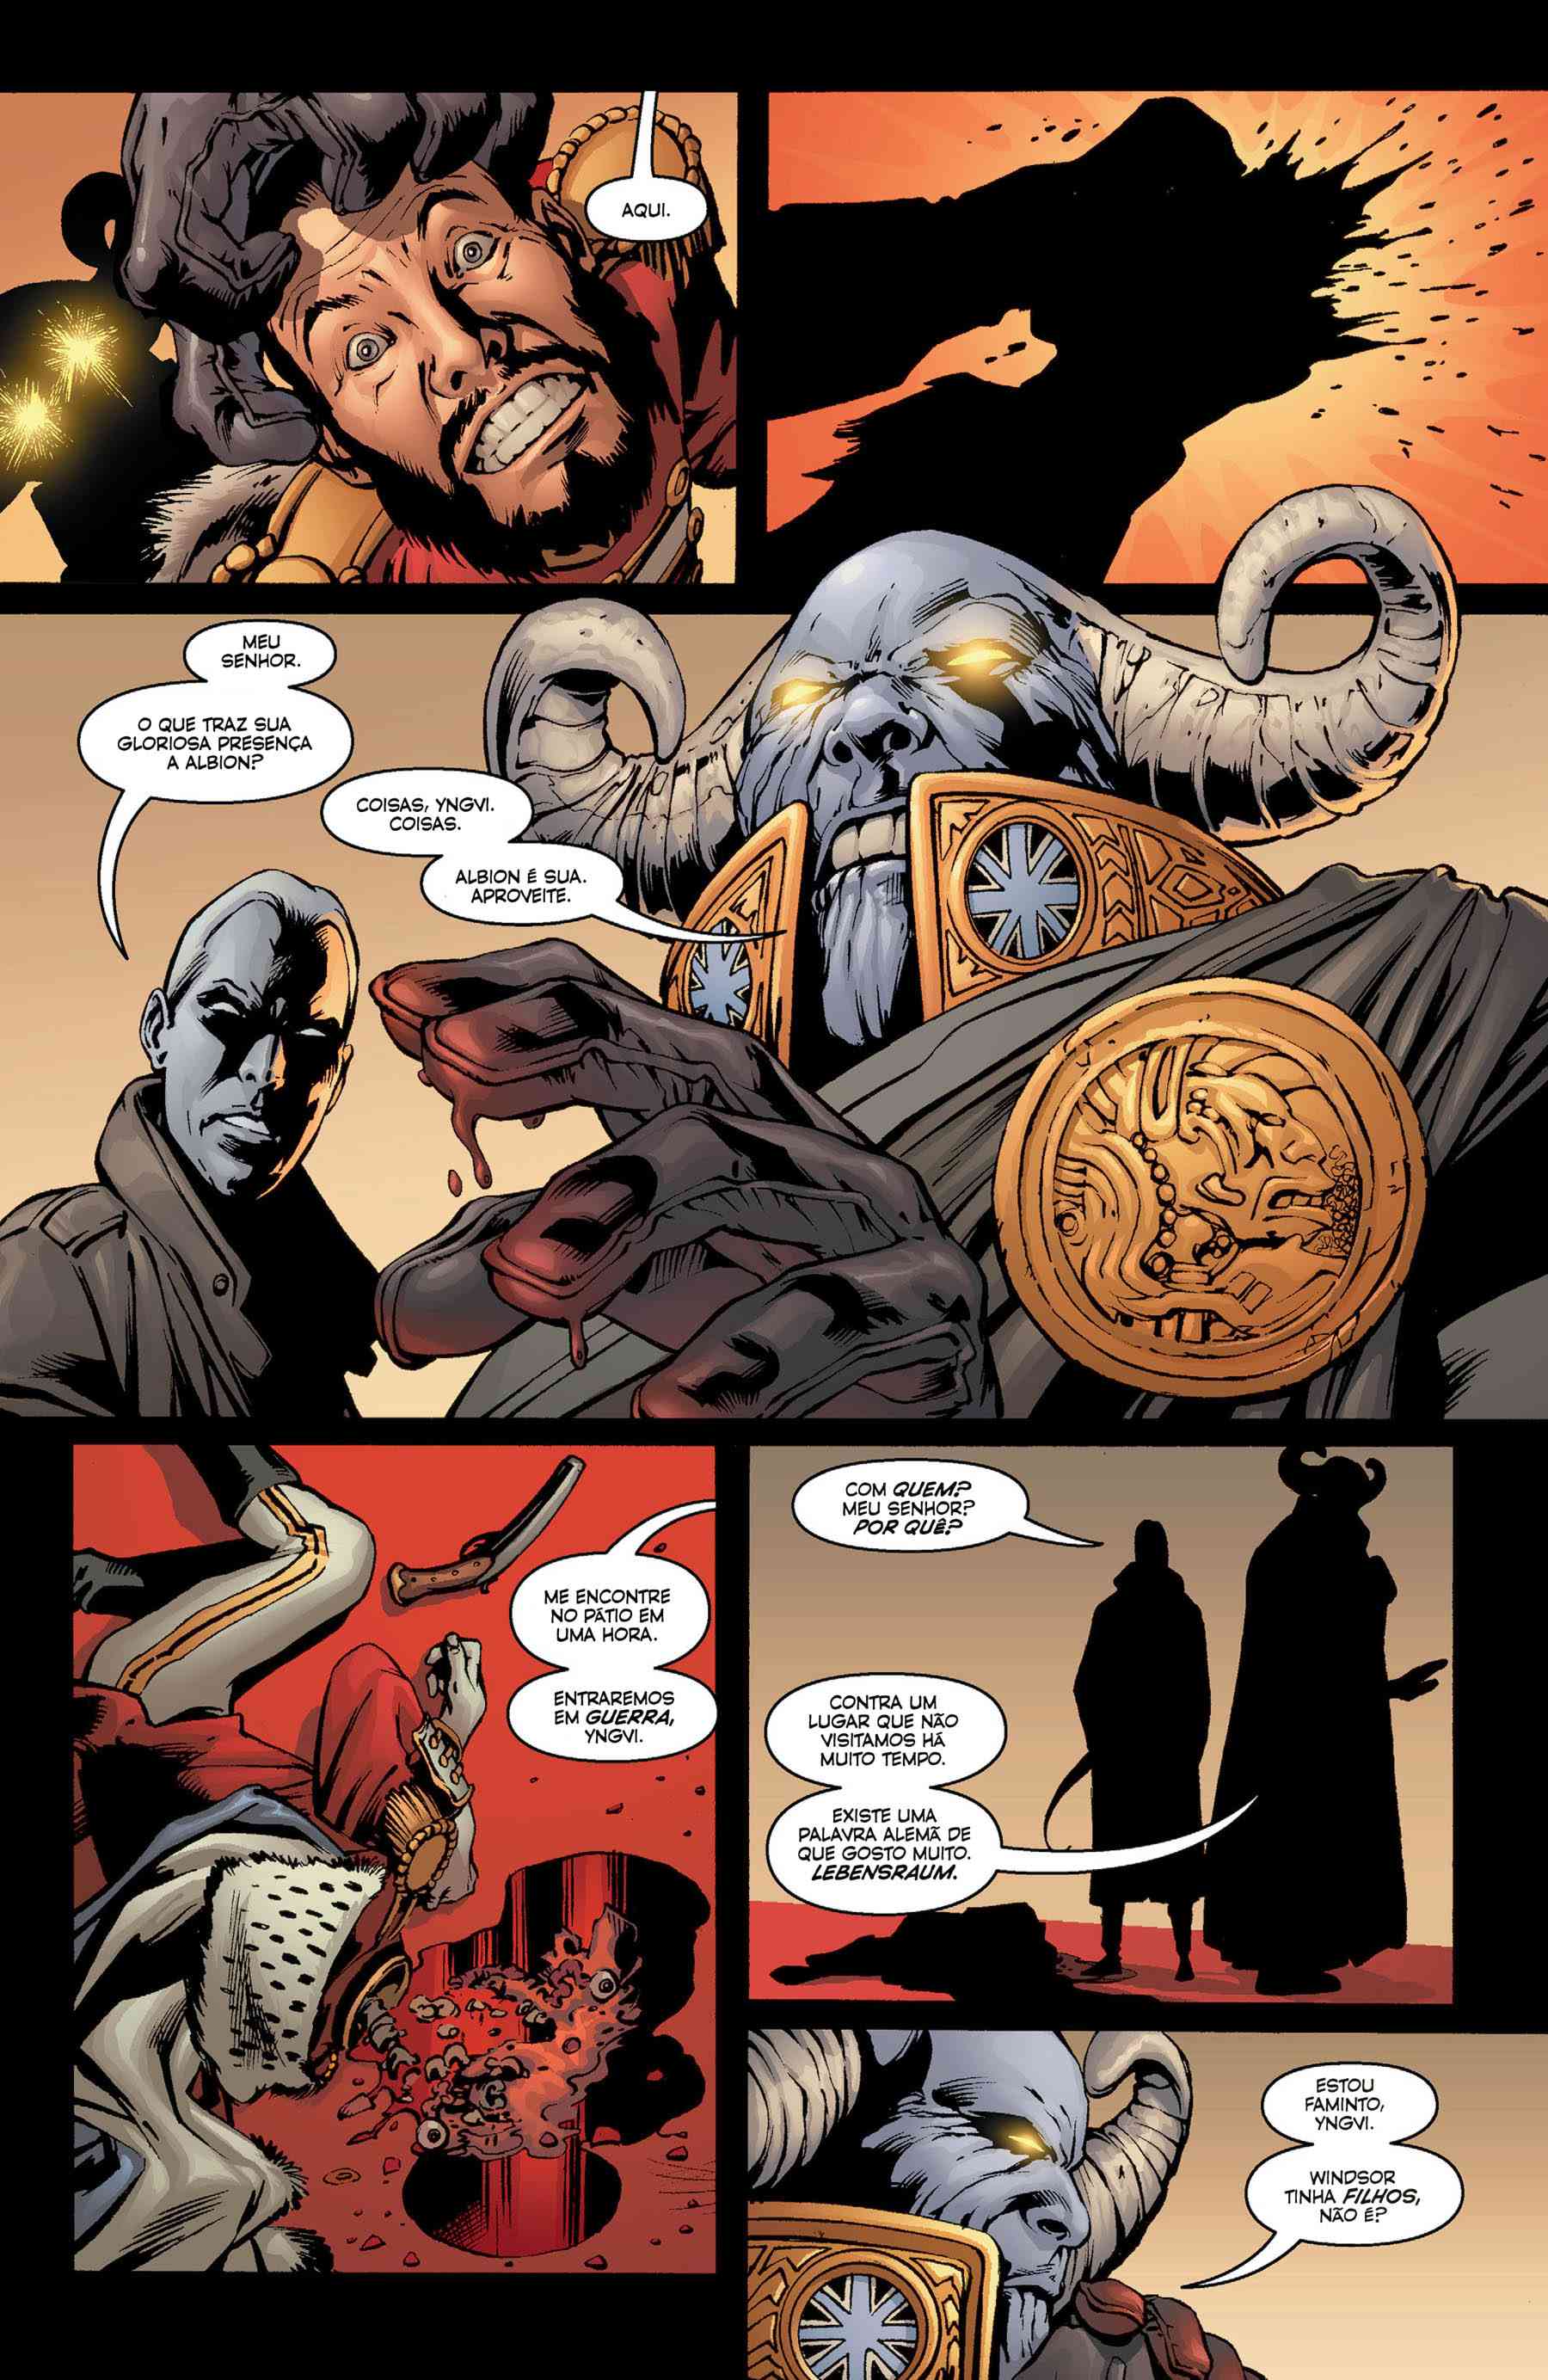 AQUI.
MEU
SENHOR.
O QUE TRAZ SUA
GLORIOSA PRESENÇA
A ALBION?
COISAS, YNGVI.
COISAS.
ALBION É SUA.
APROVEITE.
ME ENCONTRE
NO PÁTIO EM
UMA HORA.
ENTRAREMOS
EM GUERRA,
YNGVI.
COM QUEM?
MEU SENHOR?
POR QUÊ?
CONTRA UM
LUGAR QUE NÃO
VISITAMOS HÁ
MUITO TEMPO.
EXISTE UMA
PALAVRA ALEMÃ DE
QUE GOSTO MUITO.
LEBENSRAUM.
ESTOU
FAMINTO,
YNGVI.
WINDSOR
TINHA FILHOS,
NÃO É?